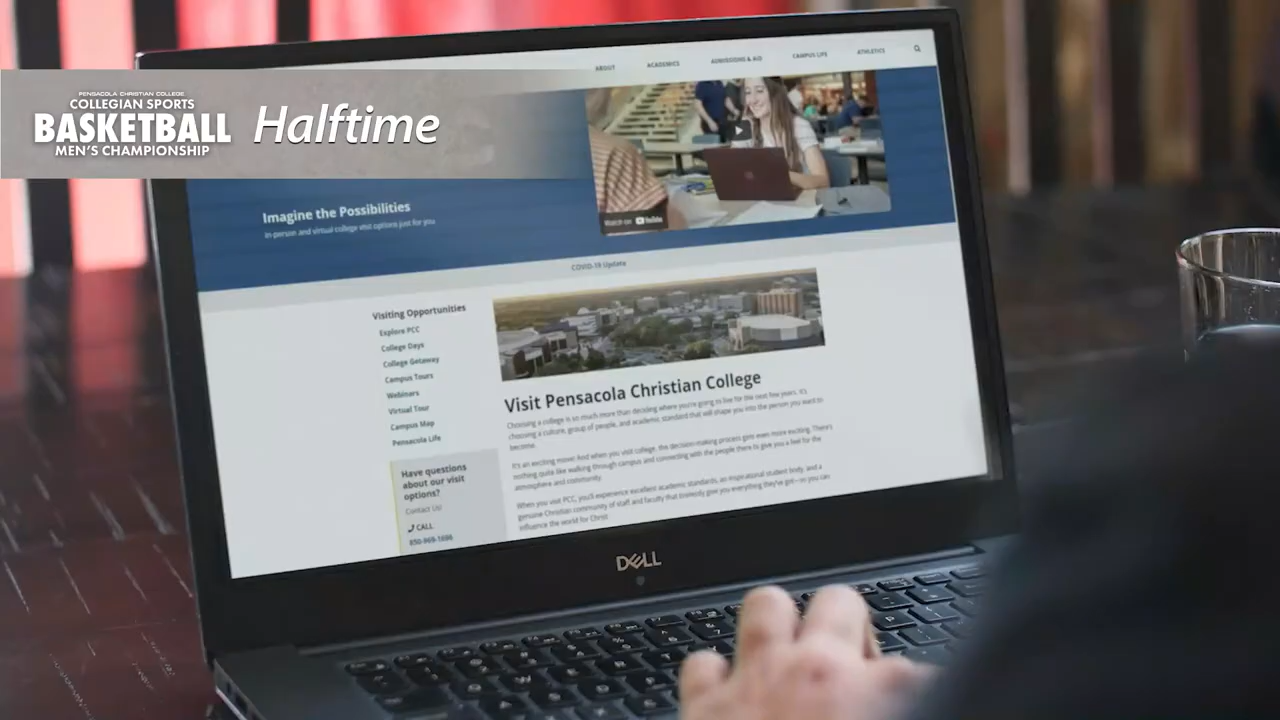 PENSACOLA CHRISTIAN COLLEGE
COLLEGIAN SPORTS
BASKETBALL
MEN'S CHAMPIONSHIP
Halftime
ABOUT
ACADEMICS
ADMISSIONS & AID
CAMPUS LIFE
ATHLETICS
Watch on YouTube
Imagine the Possibilities
In-person and virtual college visit options just for you
COVID-19 Update
Visiting Opportunities
Explore PCC
College Days
College Getaway
Campus Tours
Webinars
Virtual Tour
Campus Map
Pensacola Life
Have questions
about our visit
options?
Contact Us!
CALL
850-969-1696
Visit Pensacola Christian College
Choosing a college is so much more than deciding where you're going to live for the next few years. It's
choosing a culture, group of people, and academic standard that will shape you into the person you want to
become.
It's an exciting move! And when you visit college, the decision-making process gets even more exciting. There's
nothing quite like walking through campus and connecting with the people there to give you a feel for the
atmosphere and community.
When you visit PCC, you'll experience excellent academic standards, an inspirational student body, and a
genuine Christian community of staff and faculty that earnestly give you everything they've got—so you can
influence the world for Christ.
DELL